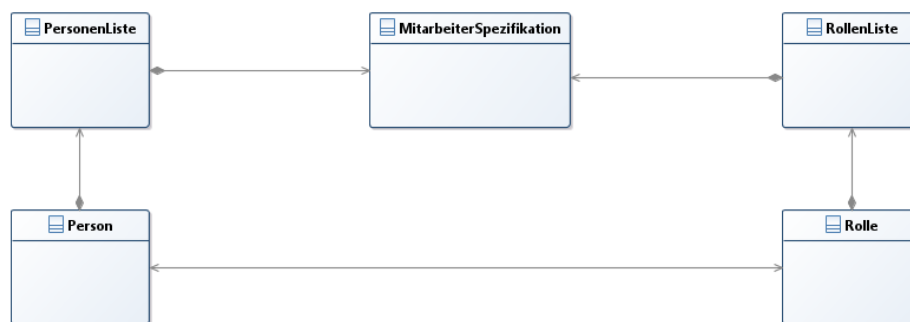 PersonenListe
MitarbeiterSpezifikation
RollenListe
Person
Rolle